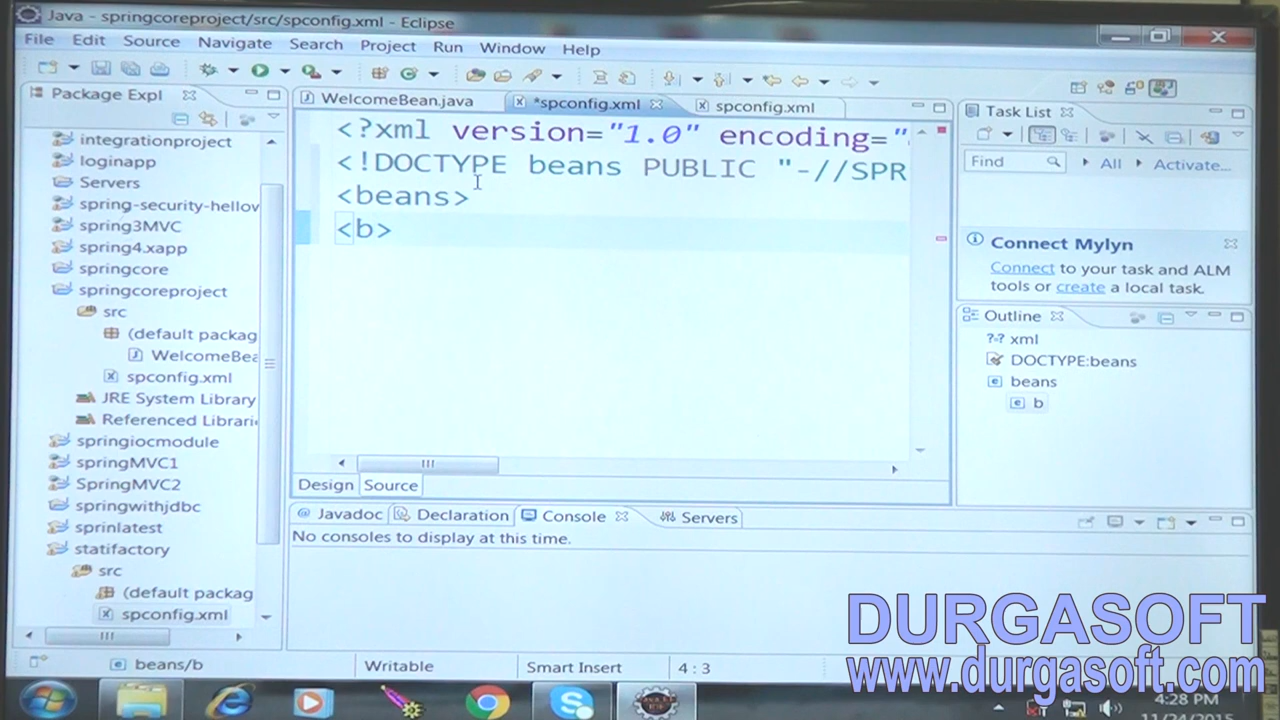 Java - springcoreproject/src/spconfig.xml - Eclipse
File Edit Source Navigate Search Project Run Window Help
Package Expl
integrationproject
loginapp
Servers
spring-security-hellov
spring3MVC
spring4.xapp
springcore
springcoreproject
src
(default packag
WelcomeBea
spconfig.xml
JRE System Library
Referenced Librari
springiocmodule
springMVC1
SpringMVC2
springwithjdbc
sprinlatest
statifactory
src
(default packag
spconfig.xml
WelcomeBean.java *spconfig.xml spconfig.xml
<?xml version="1.0" encoding="
<!DOCTYPE beans PUBLIC "-//SPR
<beans>
<b>
Design Source
Javadoc Declaration Console Servers
No consoles to display at this time.
Task List
Find All Activate...
Connect Mylyn
Connect to your task and ALM
tools or create a local task.
Outline
?-? xml
DOCTYPE:beans
beans
b
beans/b Writable Smart Insert 4 : 3
DURGASOFT
www.durgasoft.com
4:28 PM